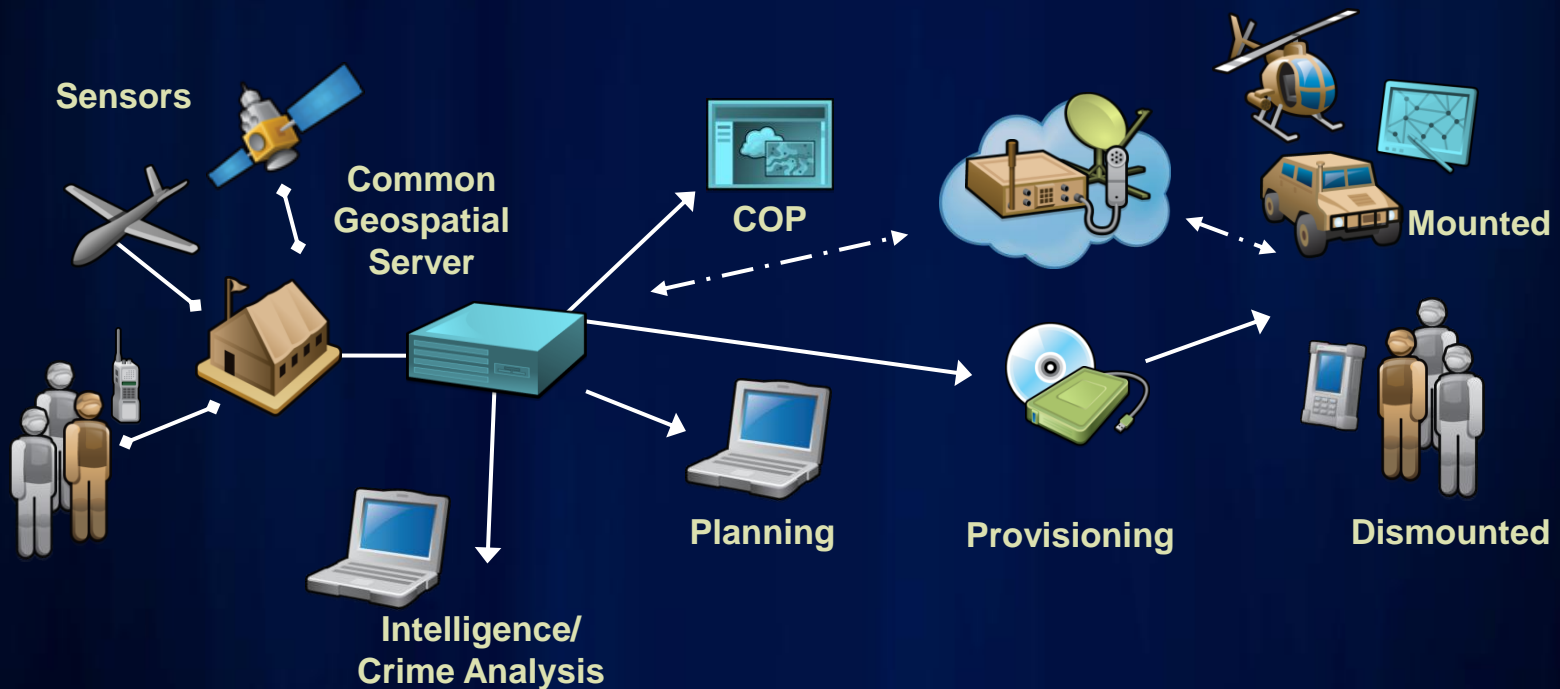 Sensors
Common
Geospatial
Server
COP
Mounted
Planning
Provisioning
Dismounted
Intelligence/
Crime Analysis